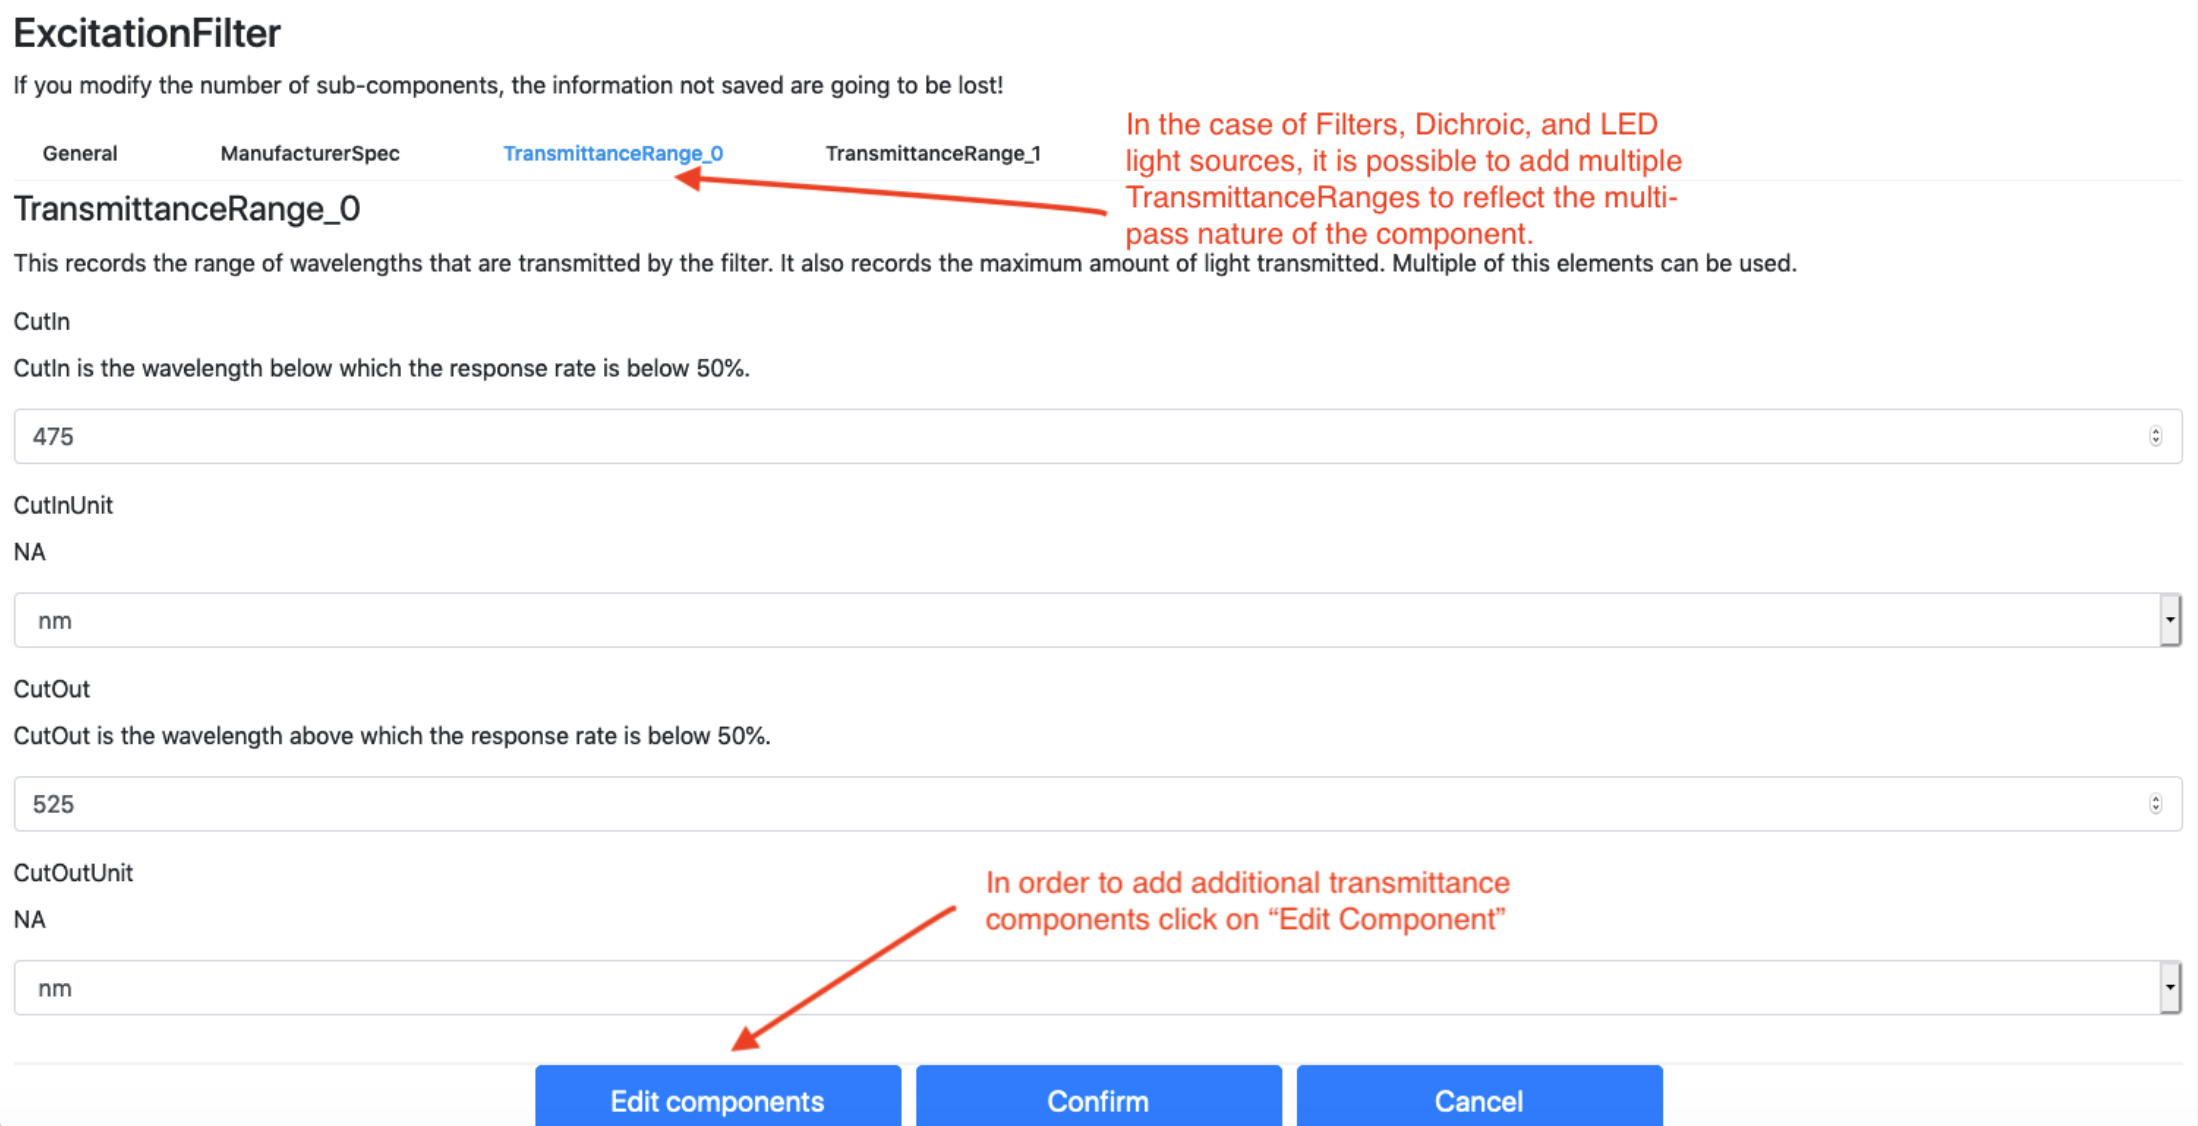 ExcitationFilter
If you modify the number of sub-components, the information not saved are going to be lost!
General
ManufacturerSpec
TransmittanceRange_0
TransmittanceRange_1
In the case of Filters, Dichroic, and LED
light sources, it is possible to add multiple
TransmittanceRanges to reflect the multi-
pass nature of the component.
TransmittanceRange_0
This records the range of wavelengths that are transmitted by the filter. It also records the maximum amount of light transmitted. Multiple of this elements can be used.
CutIn
CutIn is the wavelength below which the response rate is below 50%.
475
CutInUnit
NA
nm
CutOut
CutOut is the wavelength above which the response rate is below 50%.
525
CutOutUnit
NA
In order to add additional transmittance
components click on “Edit Component”
nm
Edit components
Confirm
Cancel